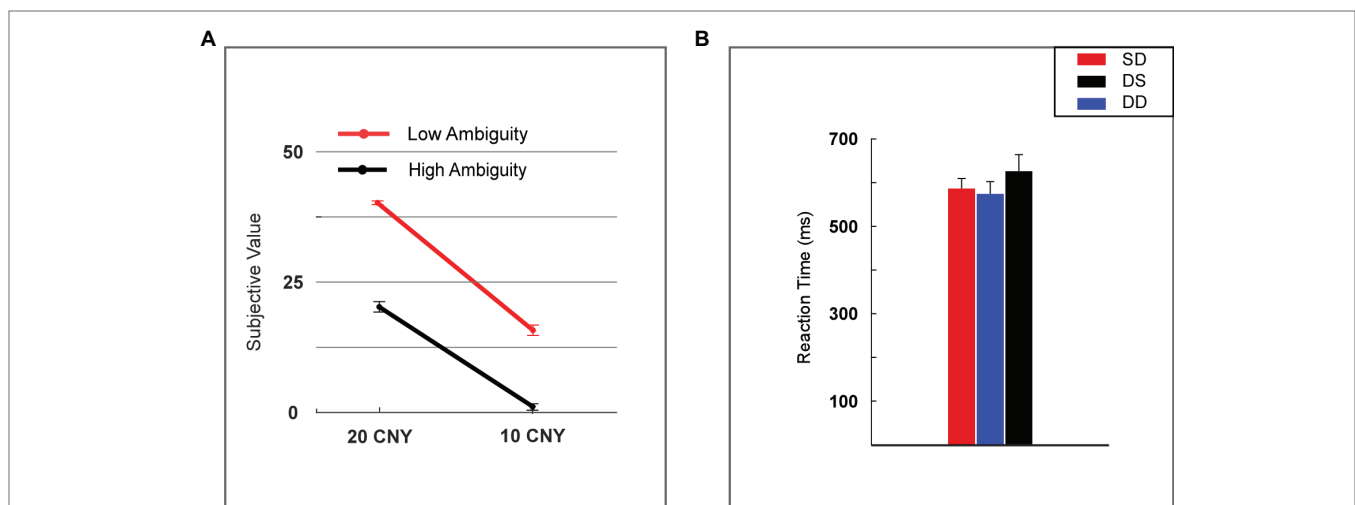 A
Low Ambiguity
High Ambiguity
50
25
0
Subjective Value
20 CNY
10 CNY
B
SD
DS
DD
700
500
300
100
Reaction Time (ms)